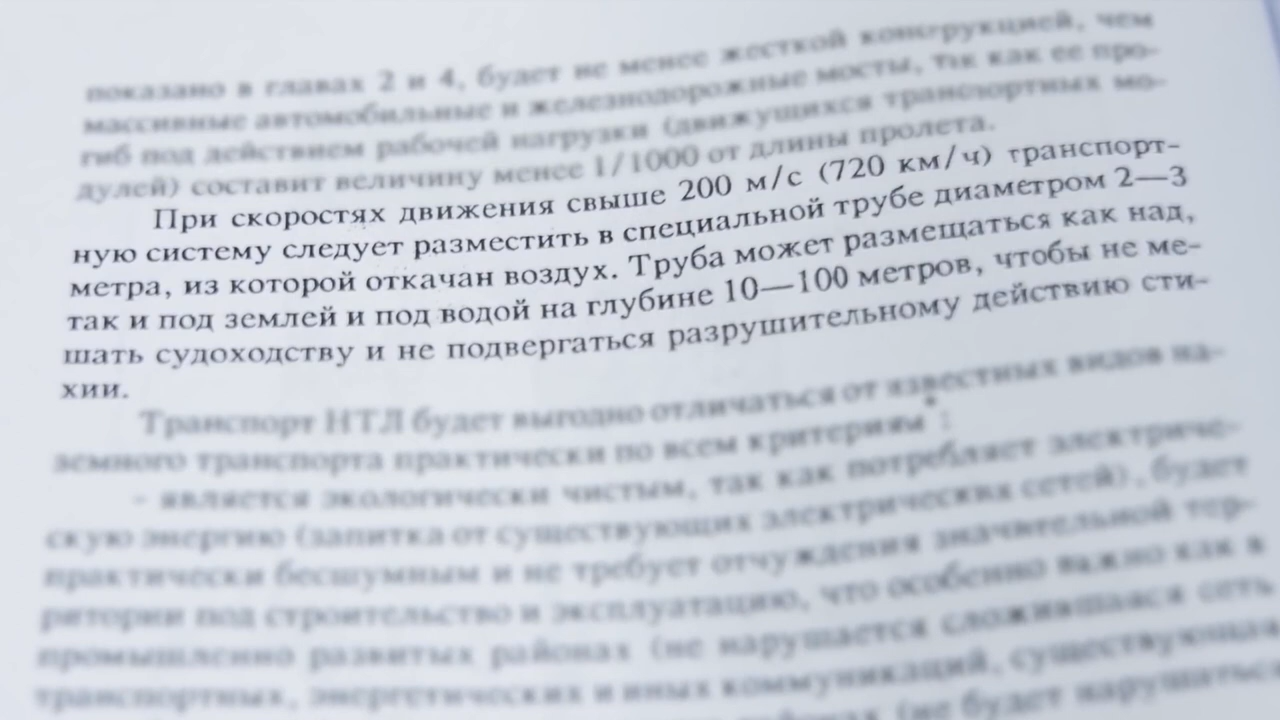 показано в главах 2 и 4, будет не менее жесткой конструкцией, чем
массивные автомобильные и железнодорожные мосты, так как ее про-
гиб под действием рабочей нагрузки (движущихся транспортных мо-
дулей) составит величину менее 1/1000 от длины пролета.
При скоростях движения свыше 200 м/с (720 км/ч) транспорт-
ную систему следует разместить в специальной трубе диаметром 2—3
метра, из которой откачан воздух. Труба может размещаться как над,
так и под землей и под водой на глубине 10—100 метров, чтобы не ме-
шать судоходству и не подвергаться разрушительному действию сти-
хии.
Транспорт НТЛ будет выгодно отличаться от известных видов на-
земного транспорта практически по всем критериям*:
- является экологически чистым, так как потребляет электриче-
скую энергию (запитка от существующих электрических сетей), будет
практически бесшумным и не требует отчуждения значительной тер-
ритории под строительство и эксплуатацию, что особенно важно как в
промышленно развитых районах (не нарушается сложившаяся сеть
транспортных, энергетических и иных коммуникаций, существующая
районах (не будет нарушаться